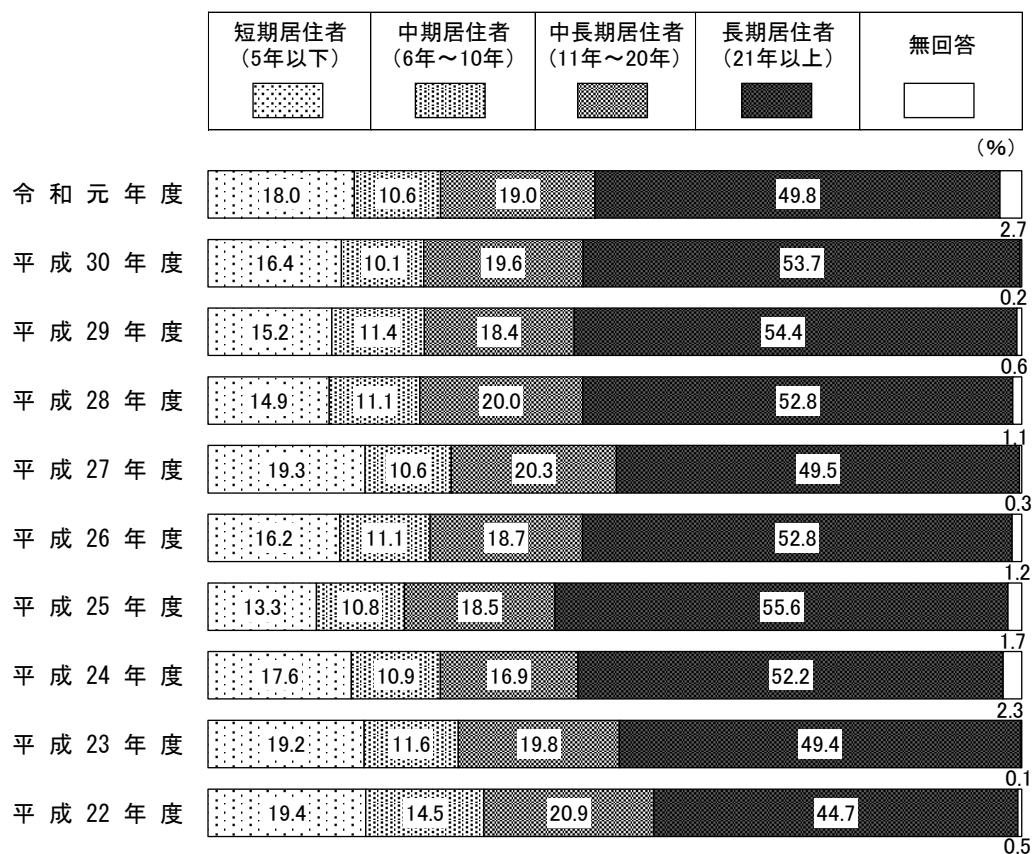 短期居住者 中期居住者 中長期居住者 長期居住者 無回答
（5年以下） （6年～10年） （11年～20年） （21年以上）
（％）
令和元年度 18.0 10.6 19.0 49.8
2.7
平成30年度 16.4 10.1 19.6 53.7
0.2
平成29年度 15.2 11.4 18.4 54.4
0.6
平成28年度 14.9 11.1 20.0 52.8
1.1
平成27年度 19.3 10.6 20.3 49.5
0.3
平成26年度 16.2 11.1 18.7 52.8
1.2
平成25年度 13.3 10.8 18.5 55.6
1.7
平成24年度 17.6 10.9 16.9 52.2
2.3
平成23年度 19.2 11.6 19.8 49.4
0.1
平成22年度 19.4 14.5 20.9 44.7
0.5